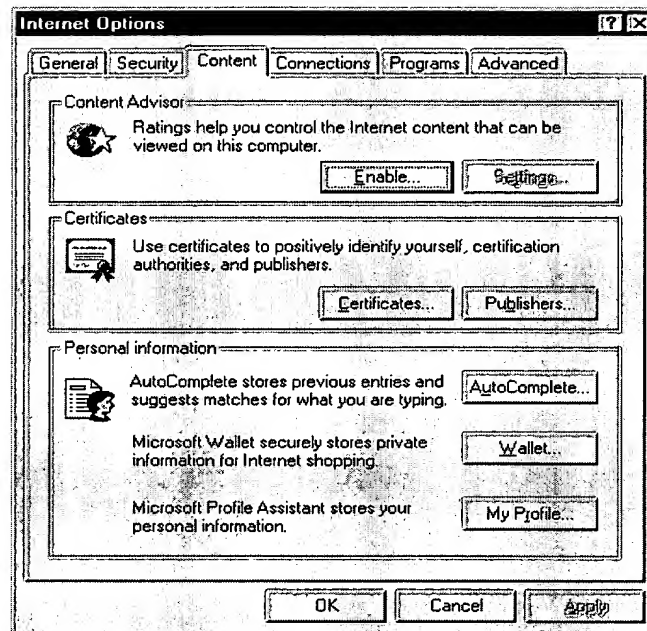 Internet Options
General Security Content Connections Programs Advanced
Content Advisor
Ratings help you control the Internet content that can be
viewed on this computer.
Enable... Settings...
Certificates
Use certificates to positively identify yourself, certification
authorities, and publishers.
Certificates... Publishers...
Personal information
AutoComplete stores previous entries and
suggests matches for what you are typing.
AutoComplete...
Microsoft Wallet securely stores private
information for Internet shopping.
Wallet...
Microsoft Profile Assistant stores your
personal information.
My Profile...
OK Cancel Apply